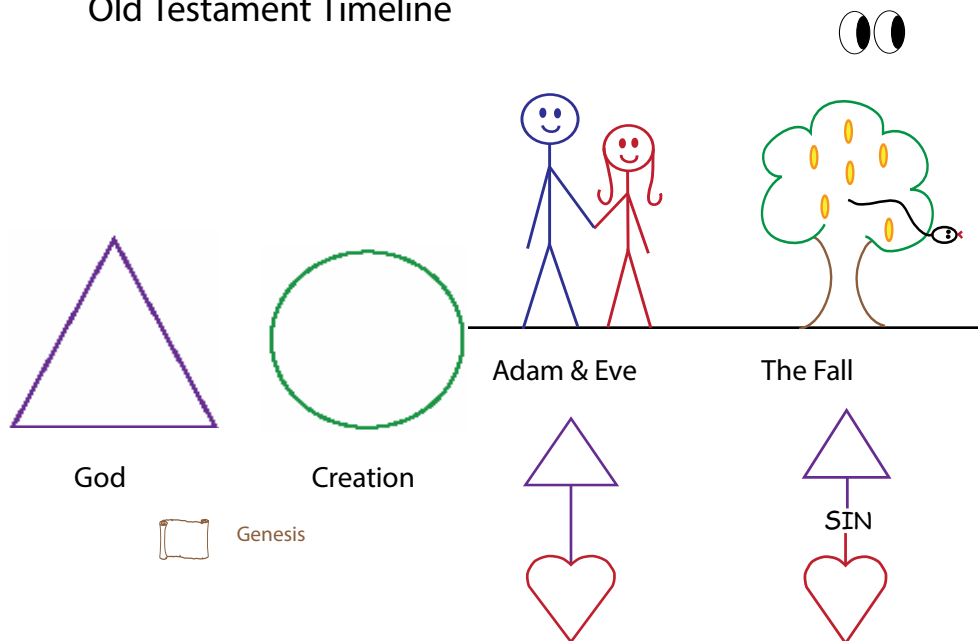 Old Testament Timeline
Adam & Eve
The Fall
God
Creation
SIN
Genesis